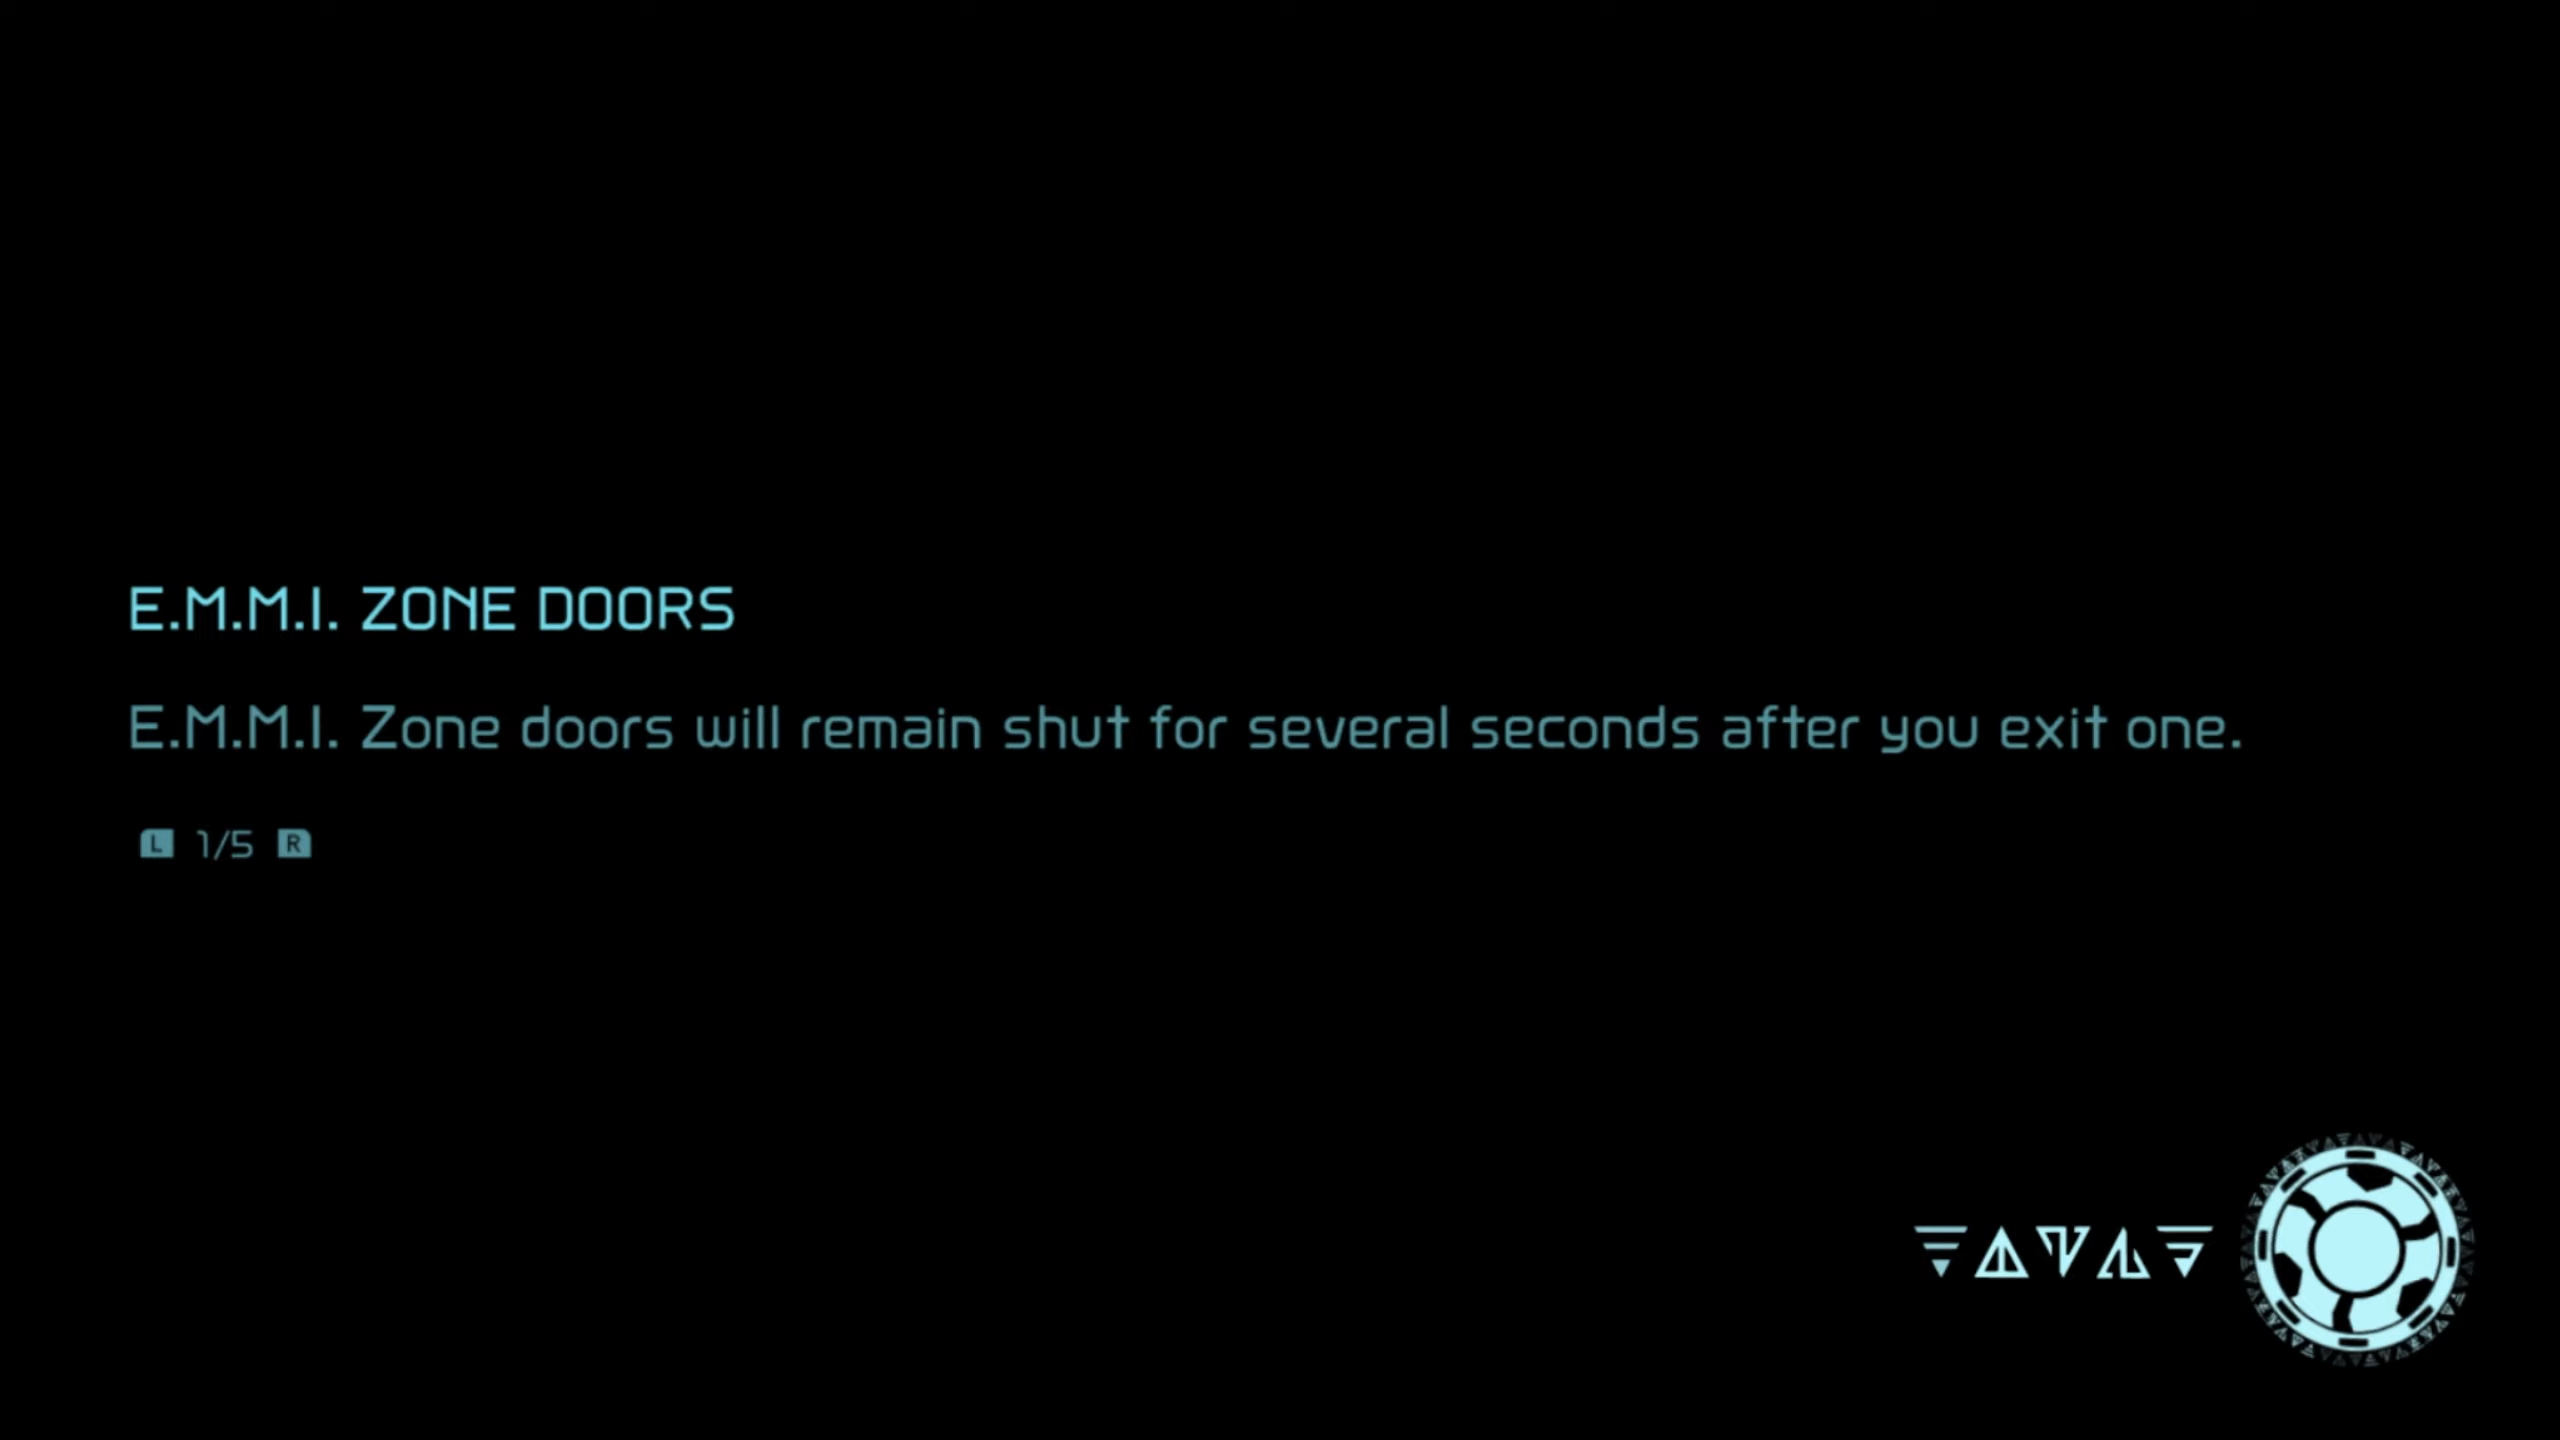 E.M.M.I. ZONE DOORS
E.M.M.I. Zone doors will remain shut for several seconds after you exit one.
L 1/5 R